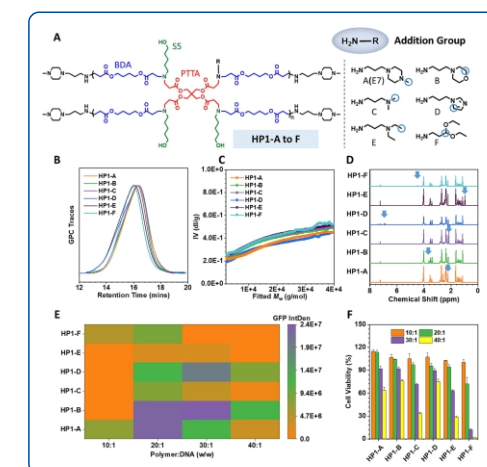 A
H₂N—R Addition Group
HO
S5
BDA
PTTA
R
OH
HP1-A to F
A(E7)
B
C
D
E
F
B
GPC Traces
HP1-A
HP1-B
HP1-C
HP1-D
HP1-E
HP1-F
12 14 16 18 20
Retention Time (mins)
C
IV (dl/g)
1.0E+0
8.0E-1
6.0E-1
4.0E-1
2.0E-1
0.0E+0
HP1-A
HP1-B
HP1-C
HP1-D
HP1-E
HP1-F
1E+4 2E+4 3E+4 4E+4
Fitted Mw (g/mol)
D
HP1-F
HP1-E
HP1-D
HP1-C
HP1-B
HP1-A
8 6 4 2 0
Chemical Shift (ppm)
E
GFP IntDen
HP1-F
HP1-E
HP1-D
HP1-C
HP1-B
HP1-A
10:1 20:1 30:1 40:1
Polymer:DNA (w/w)
2.4E+7
1.9E+7
1.4E+7
9.4E+6
4.7E+6
0.0
F
Cell Viability (%)
10:1 20:1
30:1 40:1
150
120
90
60
30
0
HP1-A HP1-B HP1-C HP1-D HP1-E HP1-F